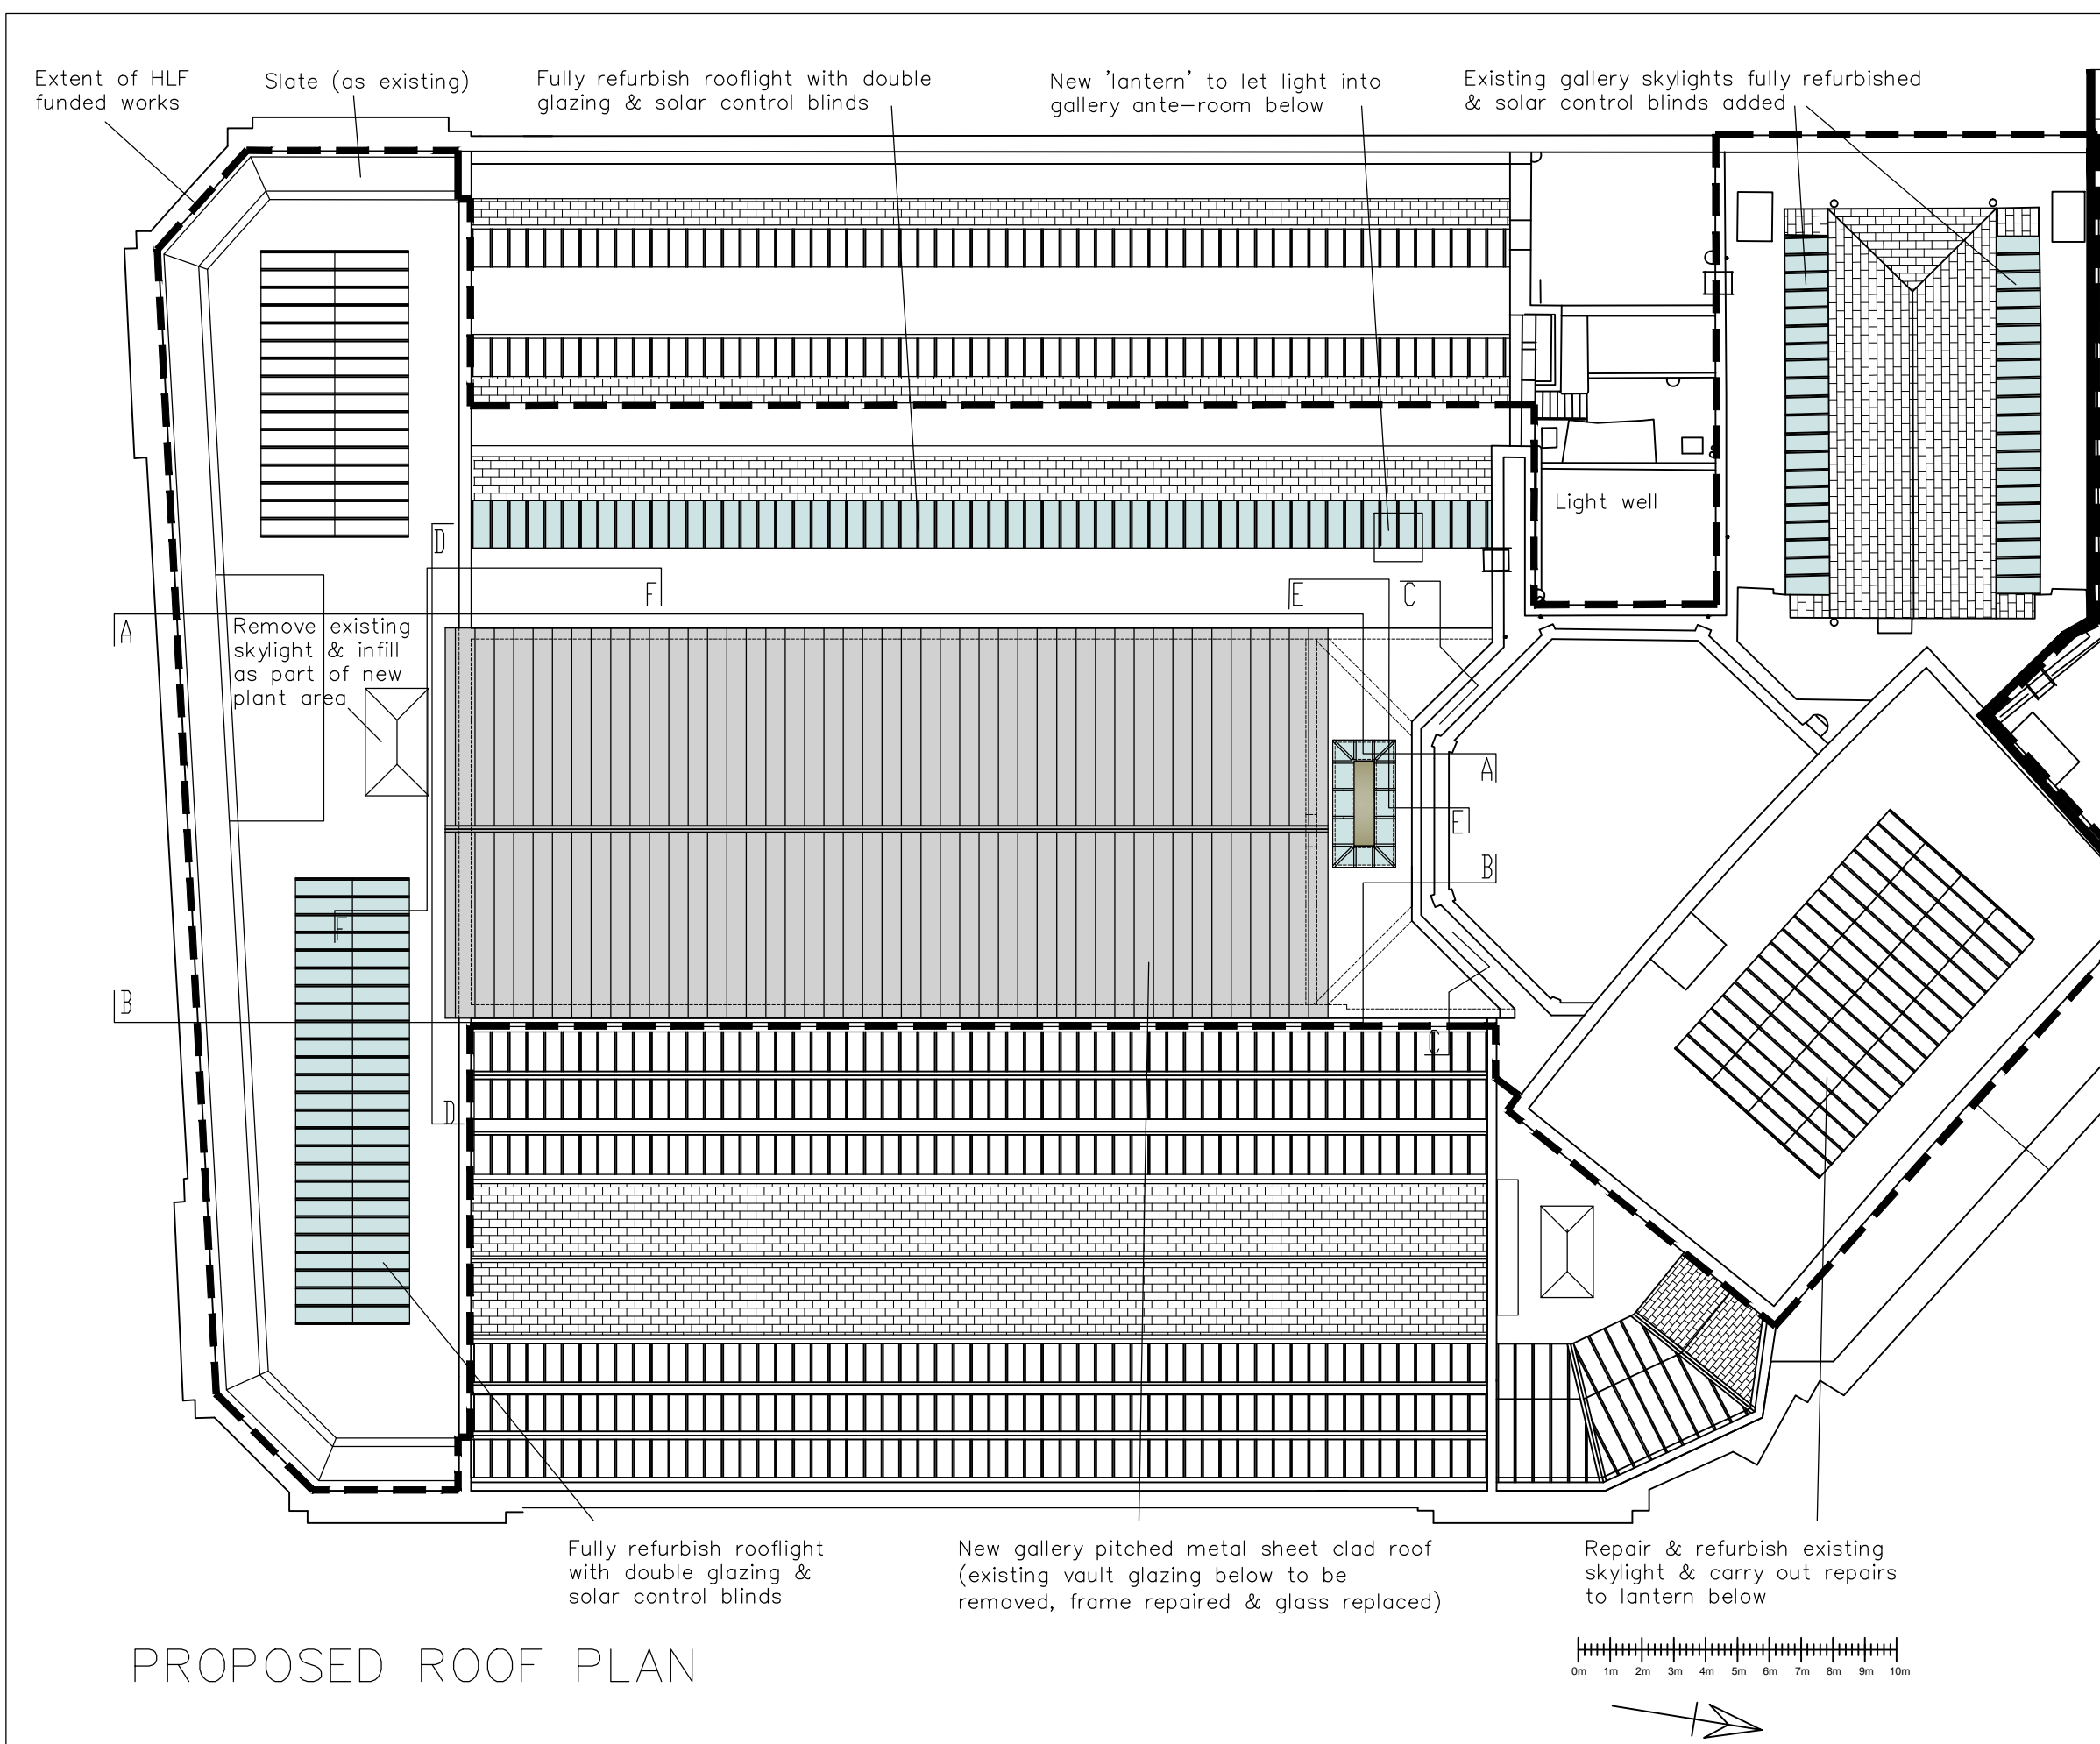 Extent of HLF
funded works
Slate (as existing)
Fully refurbish rooflight with double
glazing & solar control blinds
New 'lantern' to let light into
gallery ante-room below
Existing gallery skylights fully refurbished
& solar control blinds added
Light well
D
F
E
C
A
Remove existing
skylight & infill
as part of new
plant area
A
E
B
F
B
C
D
Fully refurbish rooflight
with double glazing &
solar control blinds
New gallery pitched metal sheet clad roof
(existing vault glazing below to be
removed, frame repaired & glass replaced)
Repair & refurbish existing
skylight & carry out repairs
to lantern below
PROPOSED ROOF PLAN
0m 1m 2m 3m 4m 5m 6m 7m 8m 9m 10m